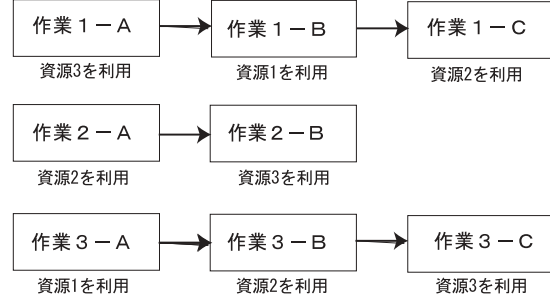 作業1－A
作業1－B
作業1－C
資源3を利用
資源1を利用
資源2を利用
作業2－A
作業2－B
資源2を利用
資源3を利用
作業3－A
作業3－B
作業3－C
資源1を利用
資源2を利用
資源3を利用